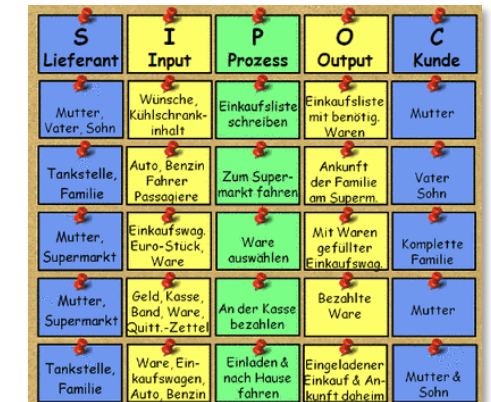 S I P O C
Lieferant Input Prozess Output Kunde
Mutter,
Vater, Sohn
Wünsche,
Kühlschrank-
inhalt
Einkaufsliste
schreiben
Einkaufsliste
mit benötig.
Waren
Mutter
Tankstelle,
Familie
Auto, Benzin
Fahrer
Passagiere
Zum Super-
markt fahren
Ankunft
der Familie
am Superm.
Vater
Sohn
Mutter,
Supermarkt
Einkaufswag.
Euro-Stück,
Ware
Ware
auswählen
Mit Waren
gefüllter
Einkaufswag.
Komplette
Familie
Mutter,
Supermarkt
Geld, Kasse,
Band, Ware,
Quitt.-Zettel
An der Kasse
bezahlen
Bezahlte
Ware
Mutter
Tankstelle,
Familie
Ware, Ein-
kaufswagen,
Auto, Benzin
Einladen &
nach Hause
fahren
Eingeladener
Einkauf & An-
kunft daheim
Mutter &
Sohn